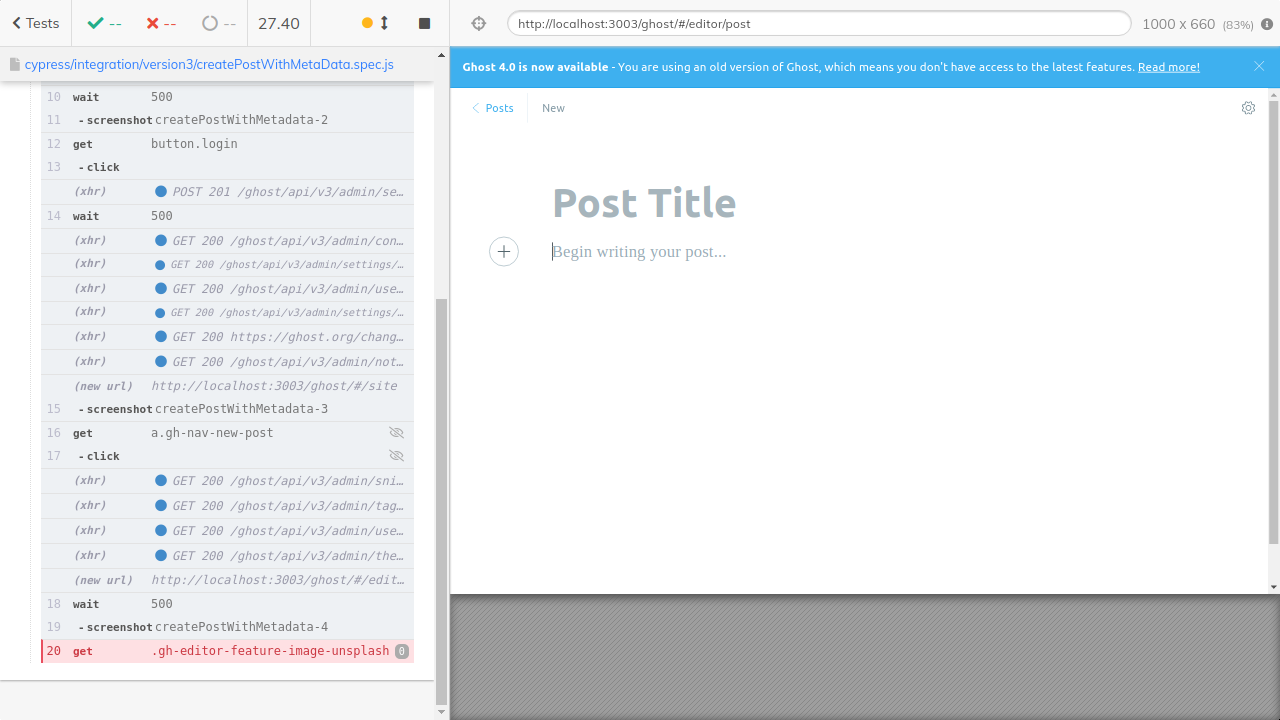 Tests
--
--
--
27.40
http://localhost:3003/ghost/#/editor/post
1000 x 660 (83%)
cypress/integration/version3/createPostWithMetaData.spec.js
10 wait 500
11 -screenshot createPostWithMetadata-2
12 get button.login
13 -click
(xhr) POST 201 /ghost/api/v3/admin/se…
14 wait 500
(xhr) GET 200 /ghost/api/v3/admin/con…
(xhr) GET 200 /ghost/api/v3/admin/settings/…
(xhr) GET 200 /ghost/api/v3/admin/use…
(xhr) GET 200 /ghost/api/v3/admin/settings/…
(xhr) GET 200 https://ghost.org/chang…
(xhr) GET 200 /ghost/api/v3/admin/not…
(new url) http://localhost:3003/ghost/#/site
15 -screenshot createPostWithMetadata-3
16 get a.gh-nav-new-post
17 -click
(xhr) GET 200 /ghost/api/v3/admin/sni…
(xhr) GET 200 /ghost/api/v3/admin/tag…
(xhr) GET 200 /ghost/api/v3/admin/use…
(xhr) GET 200 /ghost/api/v3/admin/the…
(new url) http://localhost:3003/ghost/#/edit…
18 wait 500
19 -screenshot createPostWithMetadata-4
20 get .gh-editor-feature-image-unsplash 0
Ghost 4.0 is now available - You are using an old version of Ghost, which means you don't have access to the latest features. Read more!
Posts
New
Post Title
Begin writing your post...